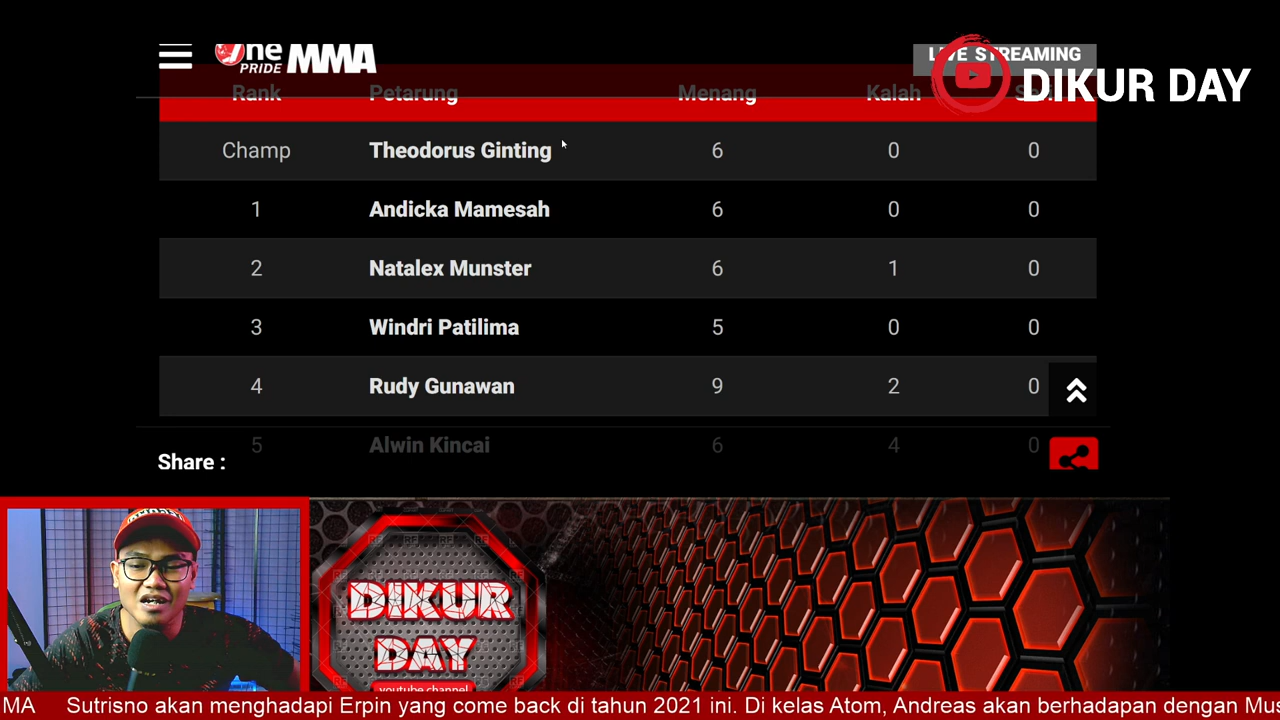 One
PRIDE MMA
LIVE STREAMING
DIKUR DAY
Rank Petarung Menang Kalah
Champ Theodorus Ginting 6 0 0
1 Andicka Mamesah 6 0 0
2 Natalex Munster 6 1 0
3 Windri Patilima 5 0 0
4 Rudy Gunawan 9 2 0
5 Alwin Kincai 6 4 0
Share :
DIKUR
DAY
youtube channel
MA Sutrisno akan menghadapi Erpin yang come back di tahun 2021 ini. Di kelas Atom, Andreas akan berhadapan dengan Mus